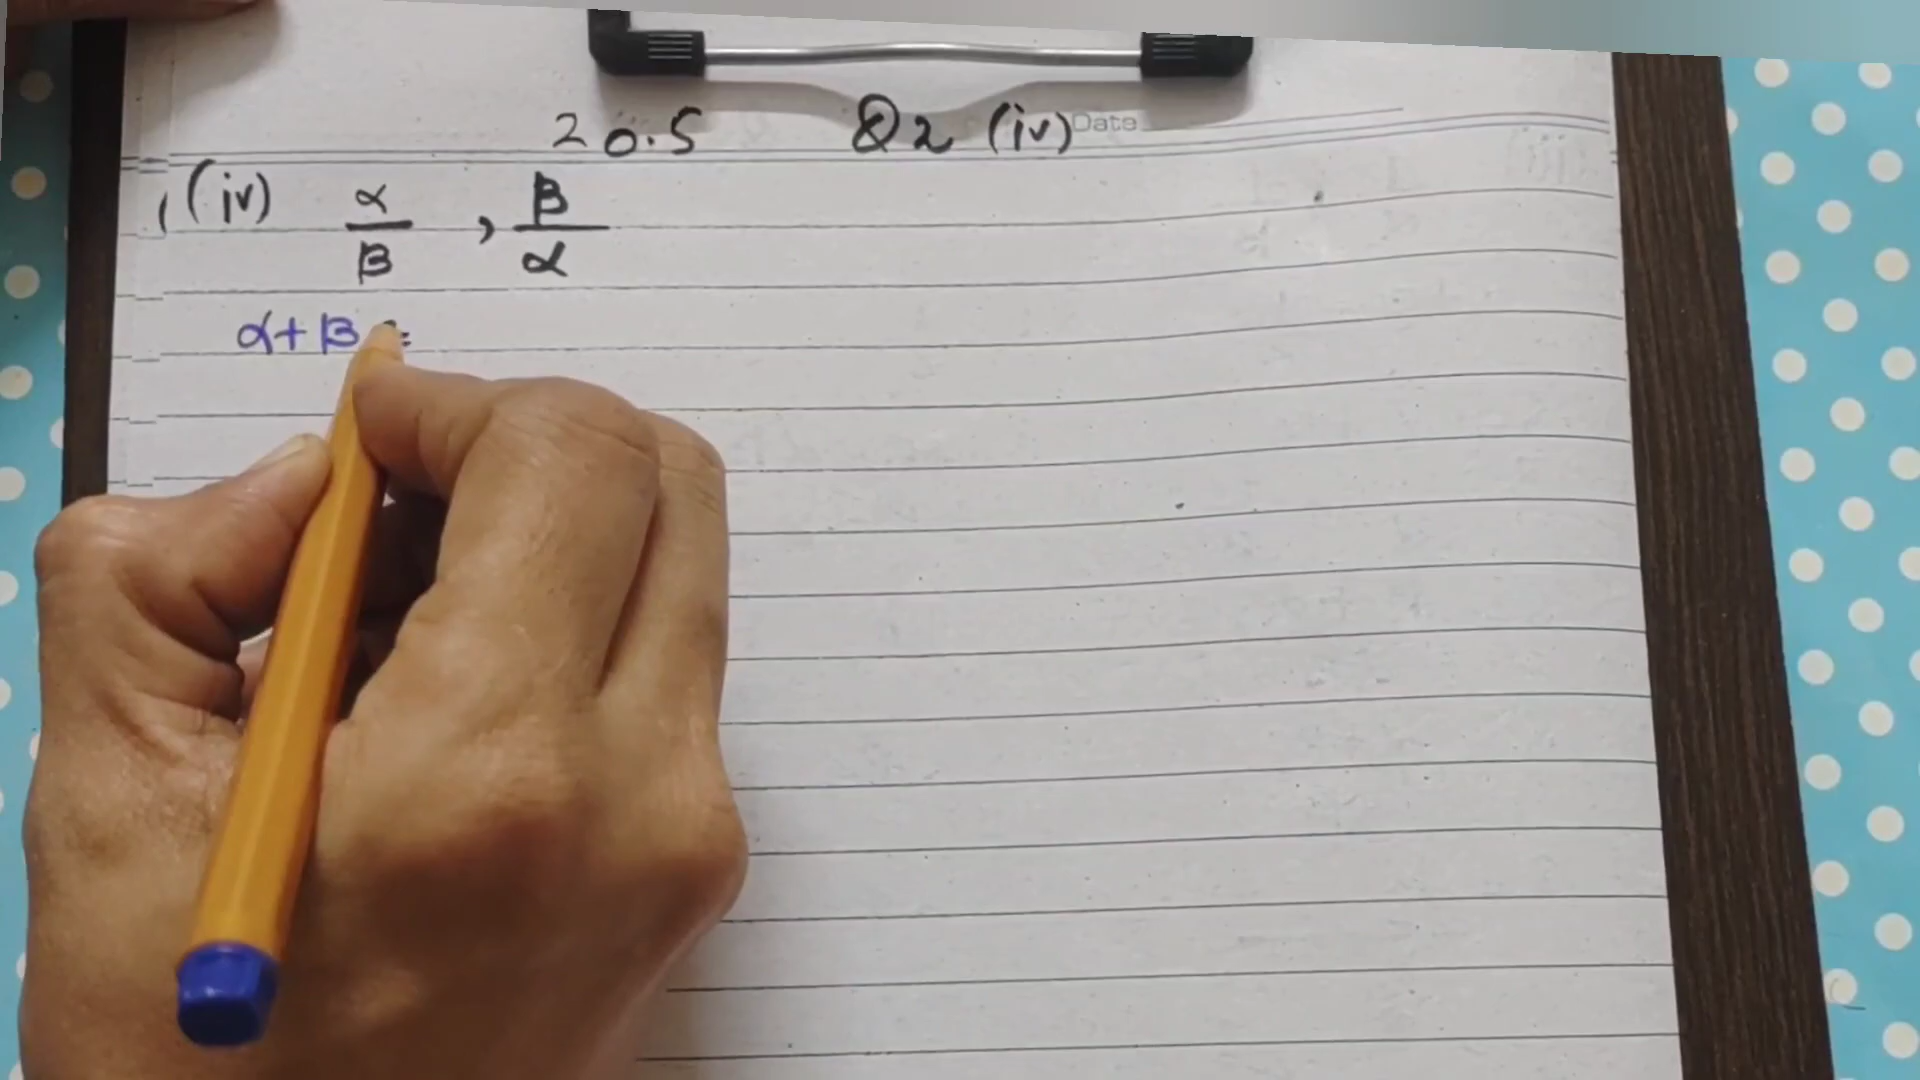 20.5 Q2 (iv) Date
(iv) α/β , β/α
α+β =